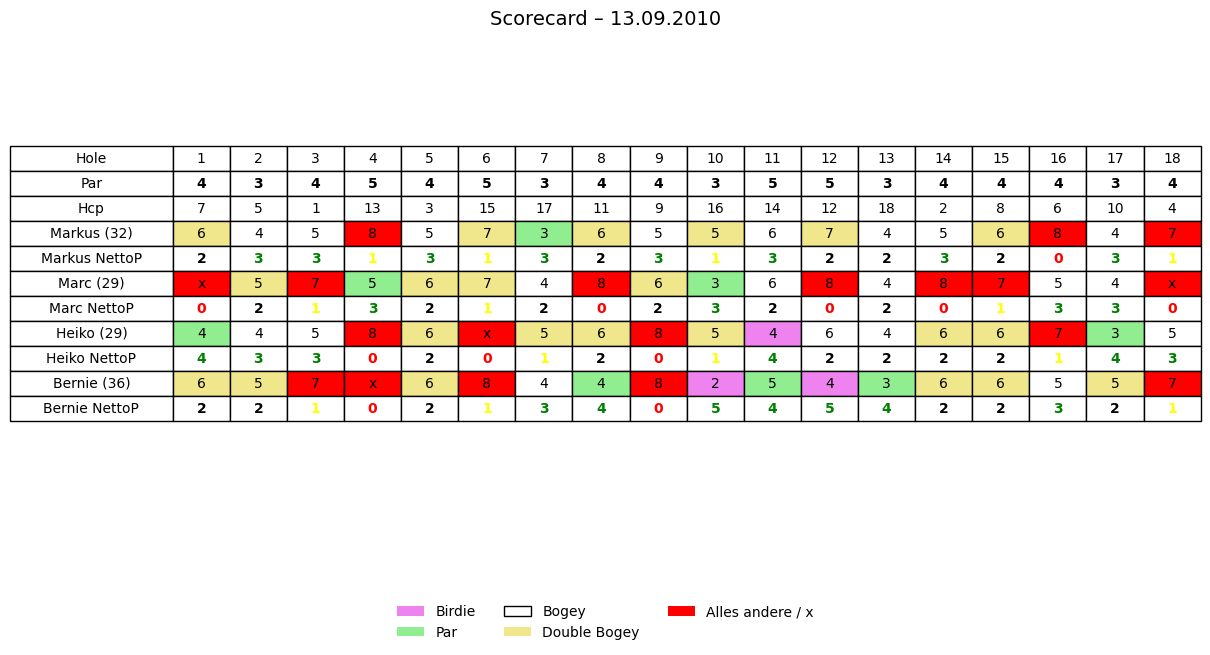 Scorecard – 13.09.2010
Hole 1 2 3 4 5 6 7 8 9 10 11 12 13 14 15 16 17 18
Par 4 3 4 5 4 5 3 4 4 3 5 5 3 4 4 4 3 4
Hcp 7 5 1 13 3 15 17 11 9 16 14 12 18 2 8 6 10 4
Markus (32) 6 4 5 8 5 7 3 6 5 5 6 7 4 5 6 8 4 7
Markus NettoP 2 3 3 1 3 1 3 2 3 1 3 2 2 3 2 0 3 1
Marc (29) x 5 7 5 6 7 4 8 6 3 6 8 4 8 7 5 4 x
Marc NettoP 0 2 1 3 2 1 2 0 2 3 2 0 2 0 1 3 3 0
Heiko (29) 4 4 5 8 6 x 5 6 8 5 4 6 4 6 6 7 3 5
Heiko NettoP 4 3 3 0 2 0 1 2 0 1 4 2 2 2 2 1 4 3
Bernie (36) 6 5 7 x 6 8 4 4 8 2 5 4 3 6 6 5 5 7
Bernie NettoP 2 2 1 0 2 1 3 4 0 5 4 5 4 2 2 3 2 1
Birdie Bogey Alles andere / x
Par Double Bogey